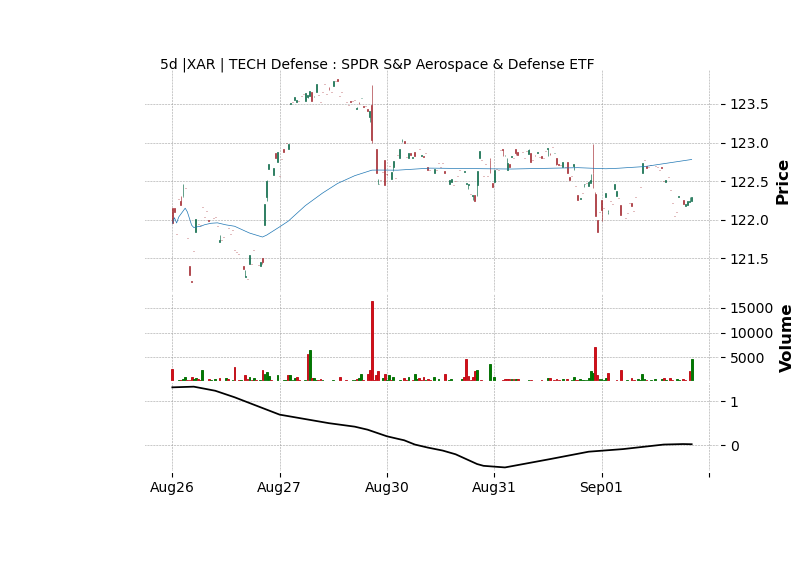 5d |XAR | TECH Defense : SPDR S&P Aerospace & Defense ETF
123.5
123.0
122.5
122.0
121.5
Price
15000
10000
5000
Volume
1
0
Aug26 Aug27 Aug30 Aug31 Sep01